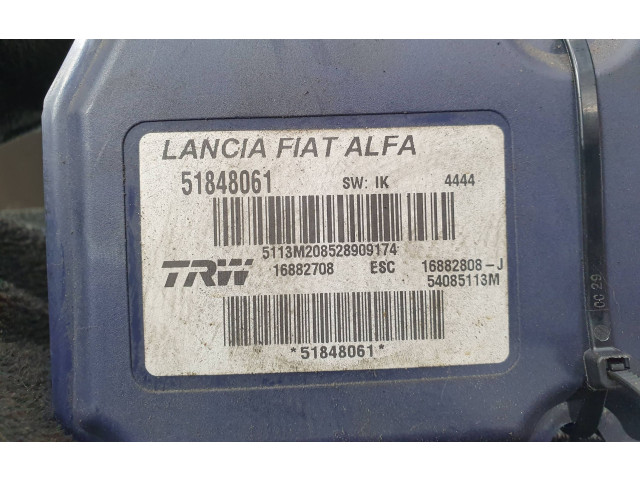 LANCIA FIAT ALFA
51848061 SW: IK 4444
5113M208528909174
TRW 16882708 ESC 16882808-J
54085113M
*51848061*